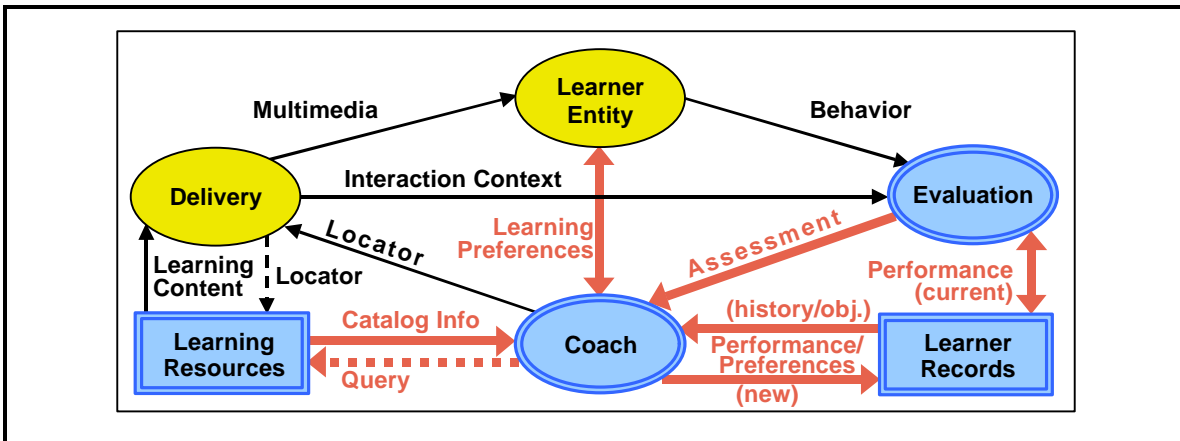 Learner
Entity
Multimedia
Behavior
Delivery
Interaction Context
Evaluation
Locator
Learning
Preferences
Assessment
Learning
Content
Locator
Performance
(current)
Learning
Resources
Catalog Info
Query
Coach
(history/obj.)
Performance/
Preferences
(new)
Learner
Records